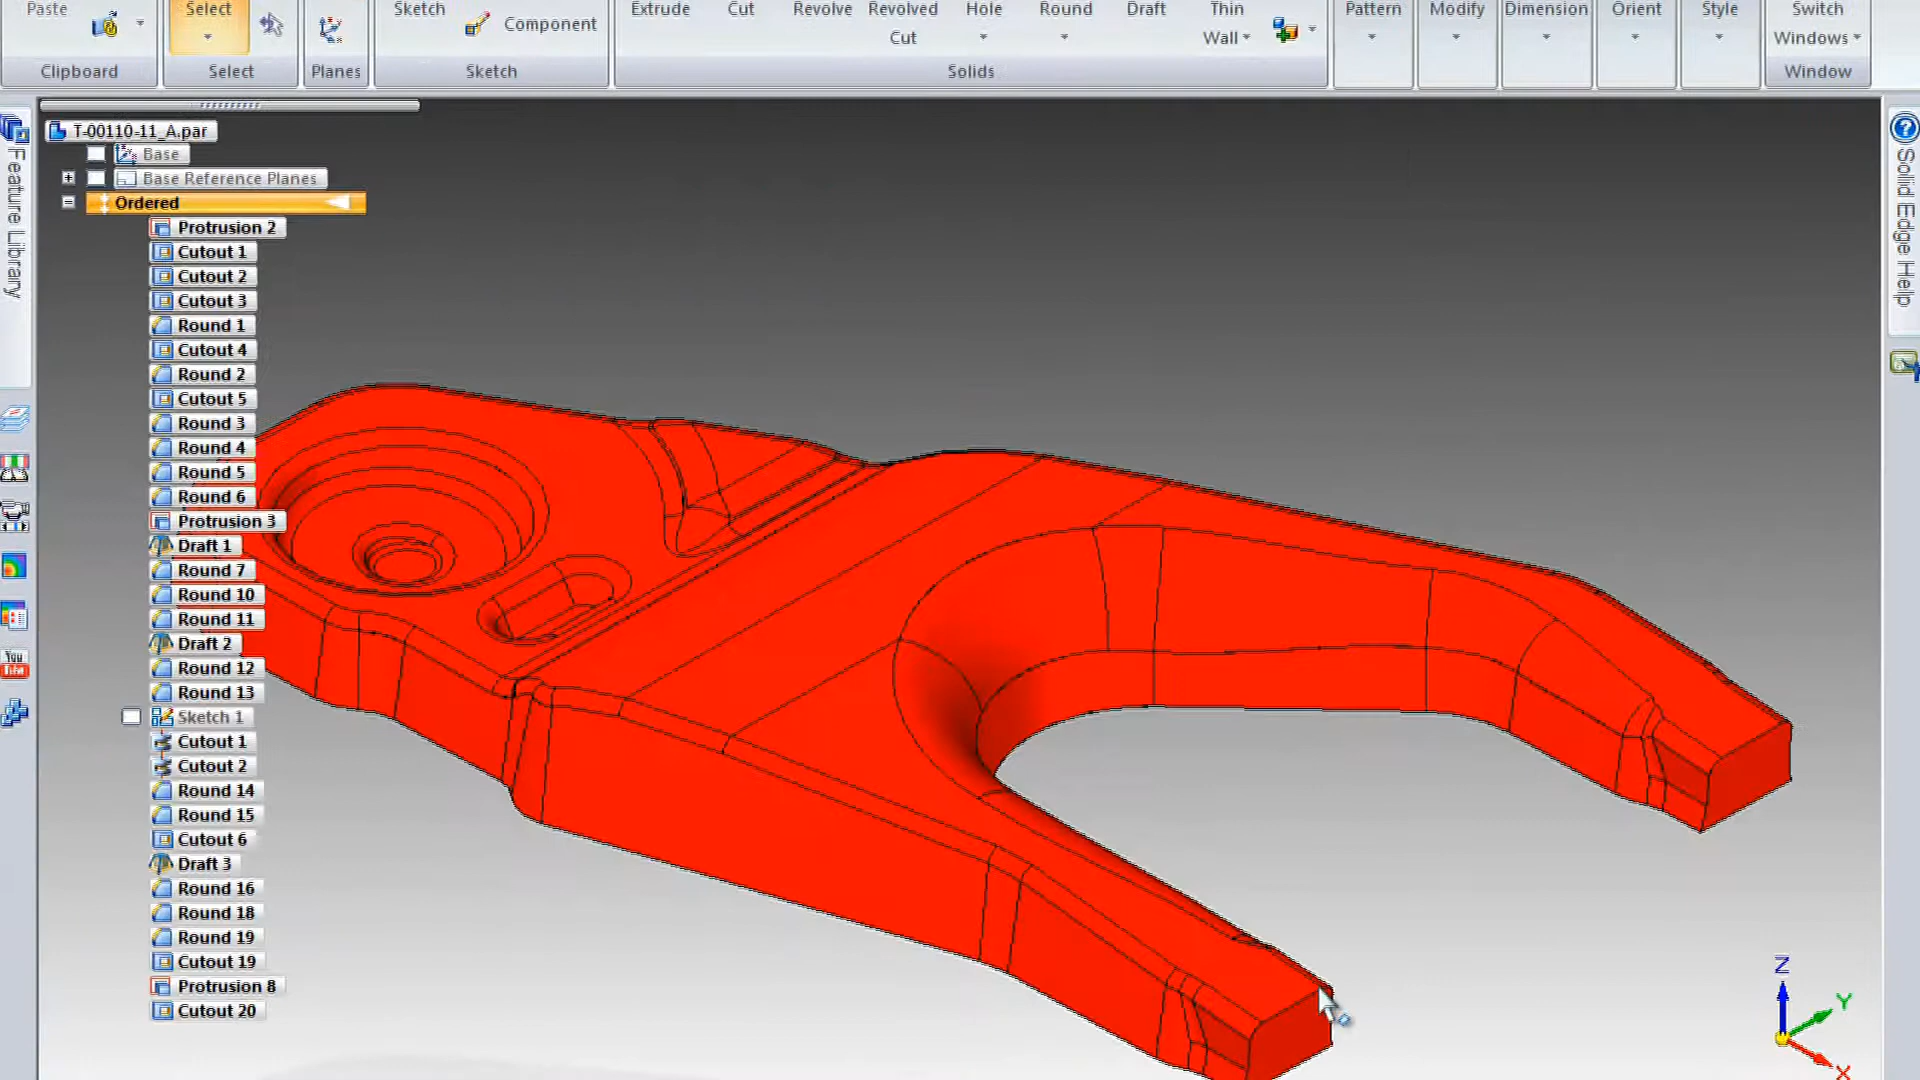 Paste
Select
Sketch
Component
Extrude
Cut
Revolve
Revolved
Cut
Hole
Round
Draft
Thin
Wall
Pattern
Modify
Dimension
Orient
Style
Switch
Windows
Clipboard
Select
Planes
Sketch
Solids
Window
Feature Library
Solid Edge Help
You
Tube
T-00110-11_A.par
Base
Base Reference Planes
Ordered
Protrusion 2
Cutout 1
Cutout 2
Cutout 3
Round 1
Cutout 4
Round 2
Cutout 5
Round 3
Round 4
Round 5
Round 6
Protrusion 3
Draft 1
Round 7
Round 10
Round 11
Draft 2
Round 12
Round 13
Sketch 1
Cutout 1
Cutout 2
Round 14
Round 15
Cutout 6
Draft 3
Round 16
Round 18
Round 19
Cutout 19
Protrusion 8
Cutout 20
Z
Y
X